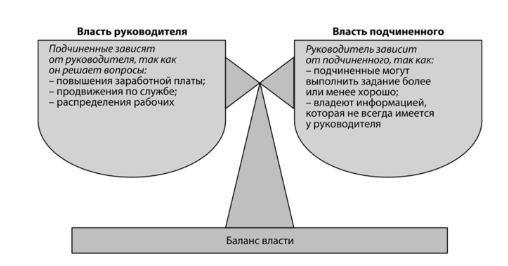 Власть руководителя
Подчиненные зависят
от руководителя, так как
он решает вопросы:
– повышения заработной платы;
– продвижения по службе;
– распределения рабочих
Власть подчиненного
Руководитель зависит
от подчиненного, так как:
– подчиненные могут
выполнить задание более
или менее хорошо;
– владеют информацией,
которая не всегда имеется
у руководителя
Баланс власти